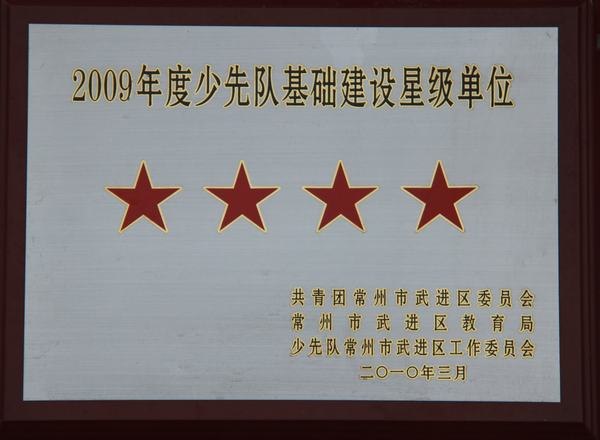 2009年度少先队基础建设星级单位
共青团常州市武进区委员会
常州市武进区教育局
少先队常州市武进区工作委员会
二〇一〇年三月